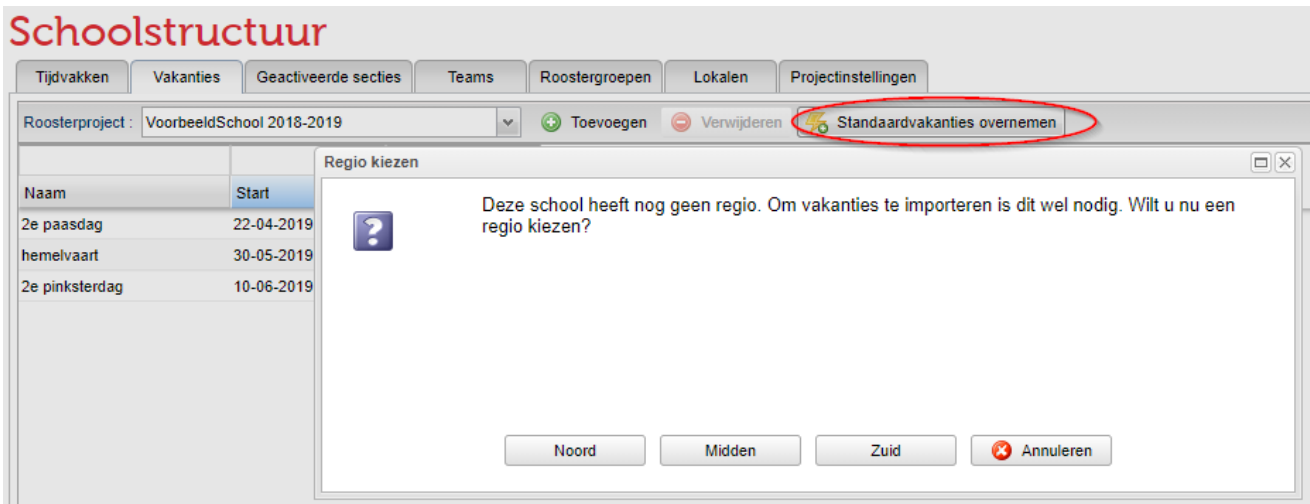 Schoolstructuur
Tijdvakken Vakanties Geactiveerde secties Teams Roostergroepen Lokalen Projectinstellingen
Roosterproject : VoorbeeldSchool 2018-2019 Toevoegen Verwijderen Standaardvakanties overnemen
Regio kiezen
Naam Start
Deze school heeft nog geen regio. Om vakanties te importeren is dit wel nodig. Wilt u nu een
regio kiezen?
2e paasdag 22-04-2019
hemelvaart 30-05-2019
2e pinksterdag 10-06-2019
Noord Midden Zuid Annuleren